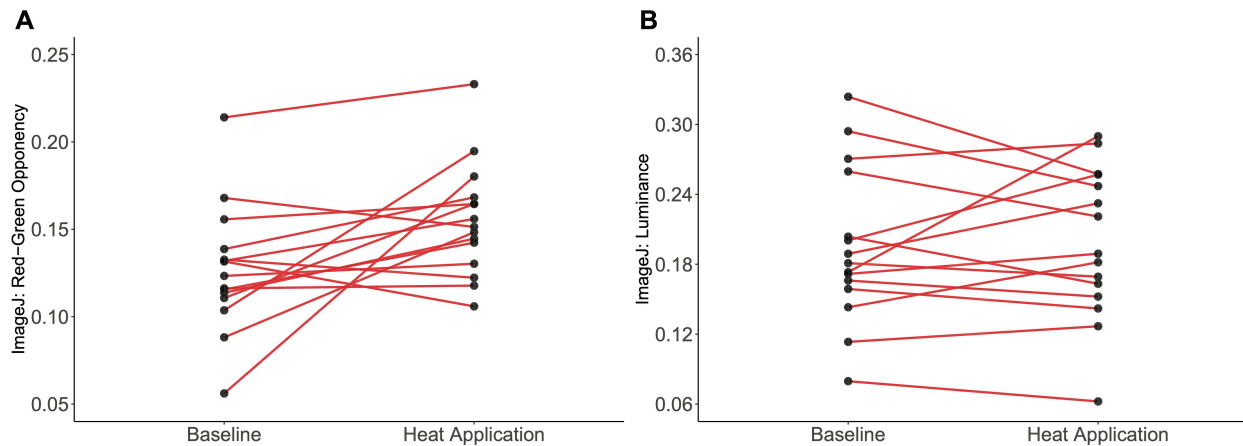 A
ImageJ: Red−Green Opponency
0.25
0.20
0.15
0.10
0.05
Baseline
Heat Application
B
ImageJ: Luminance
0.36
0.30
0.24
0.18
0.12
0.06
Baseline
Heat Application